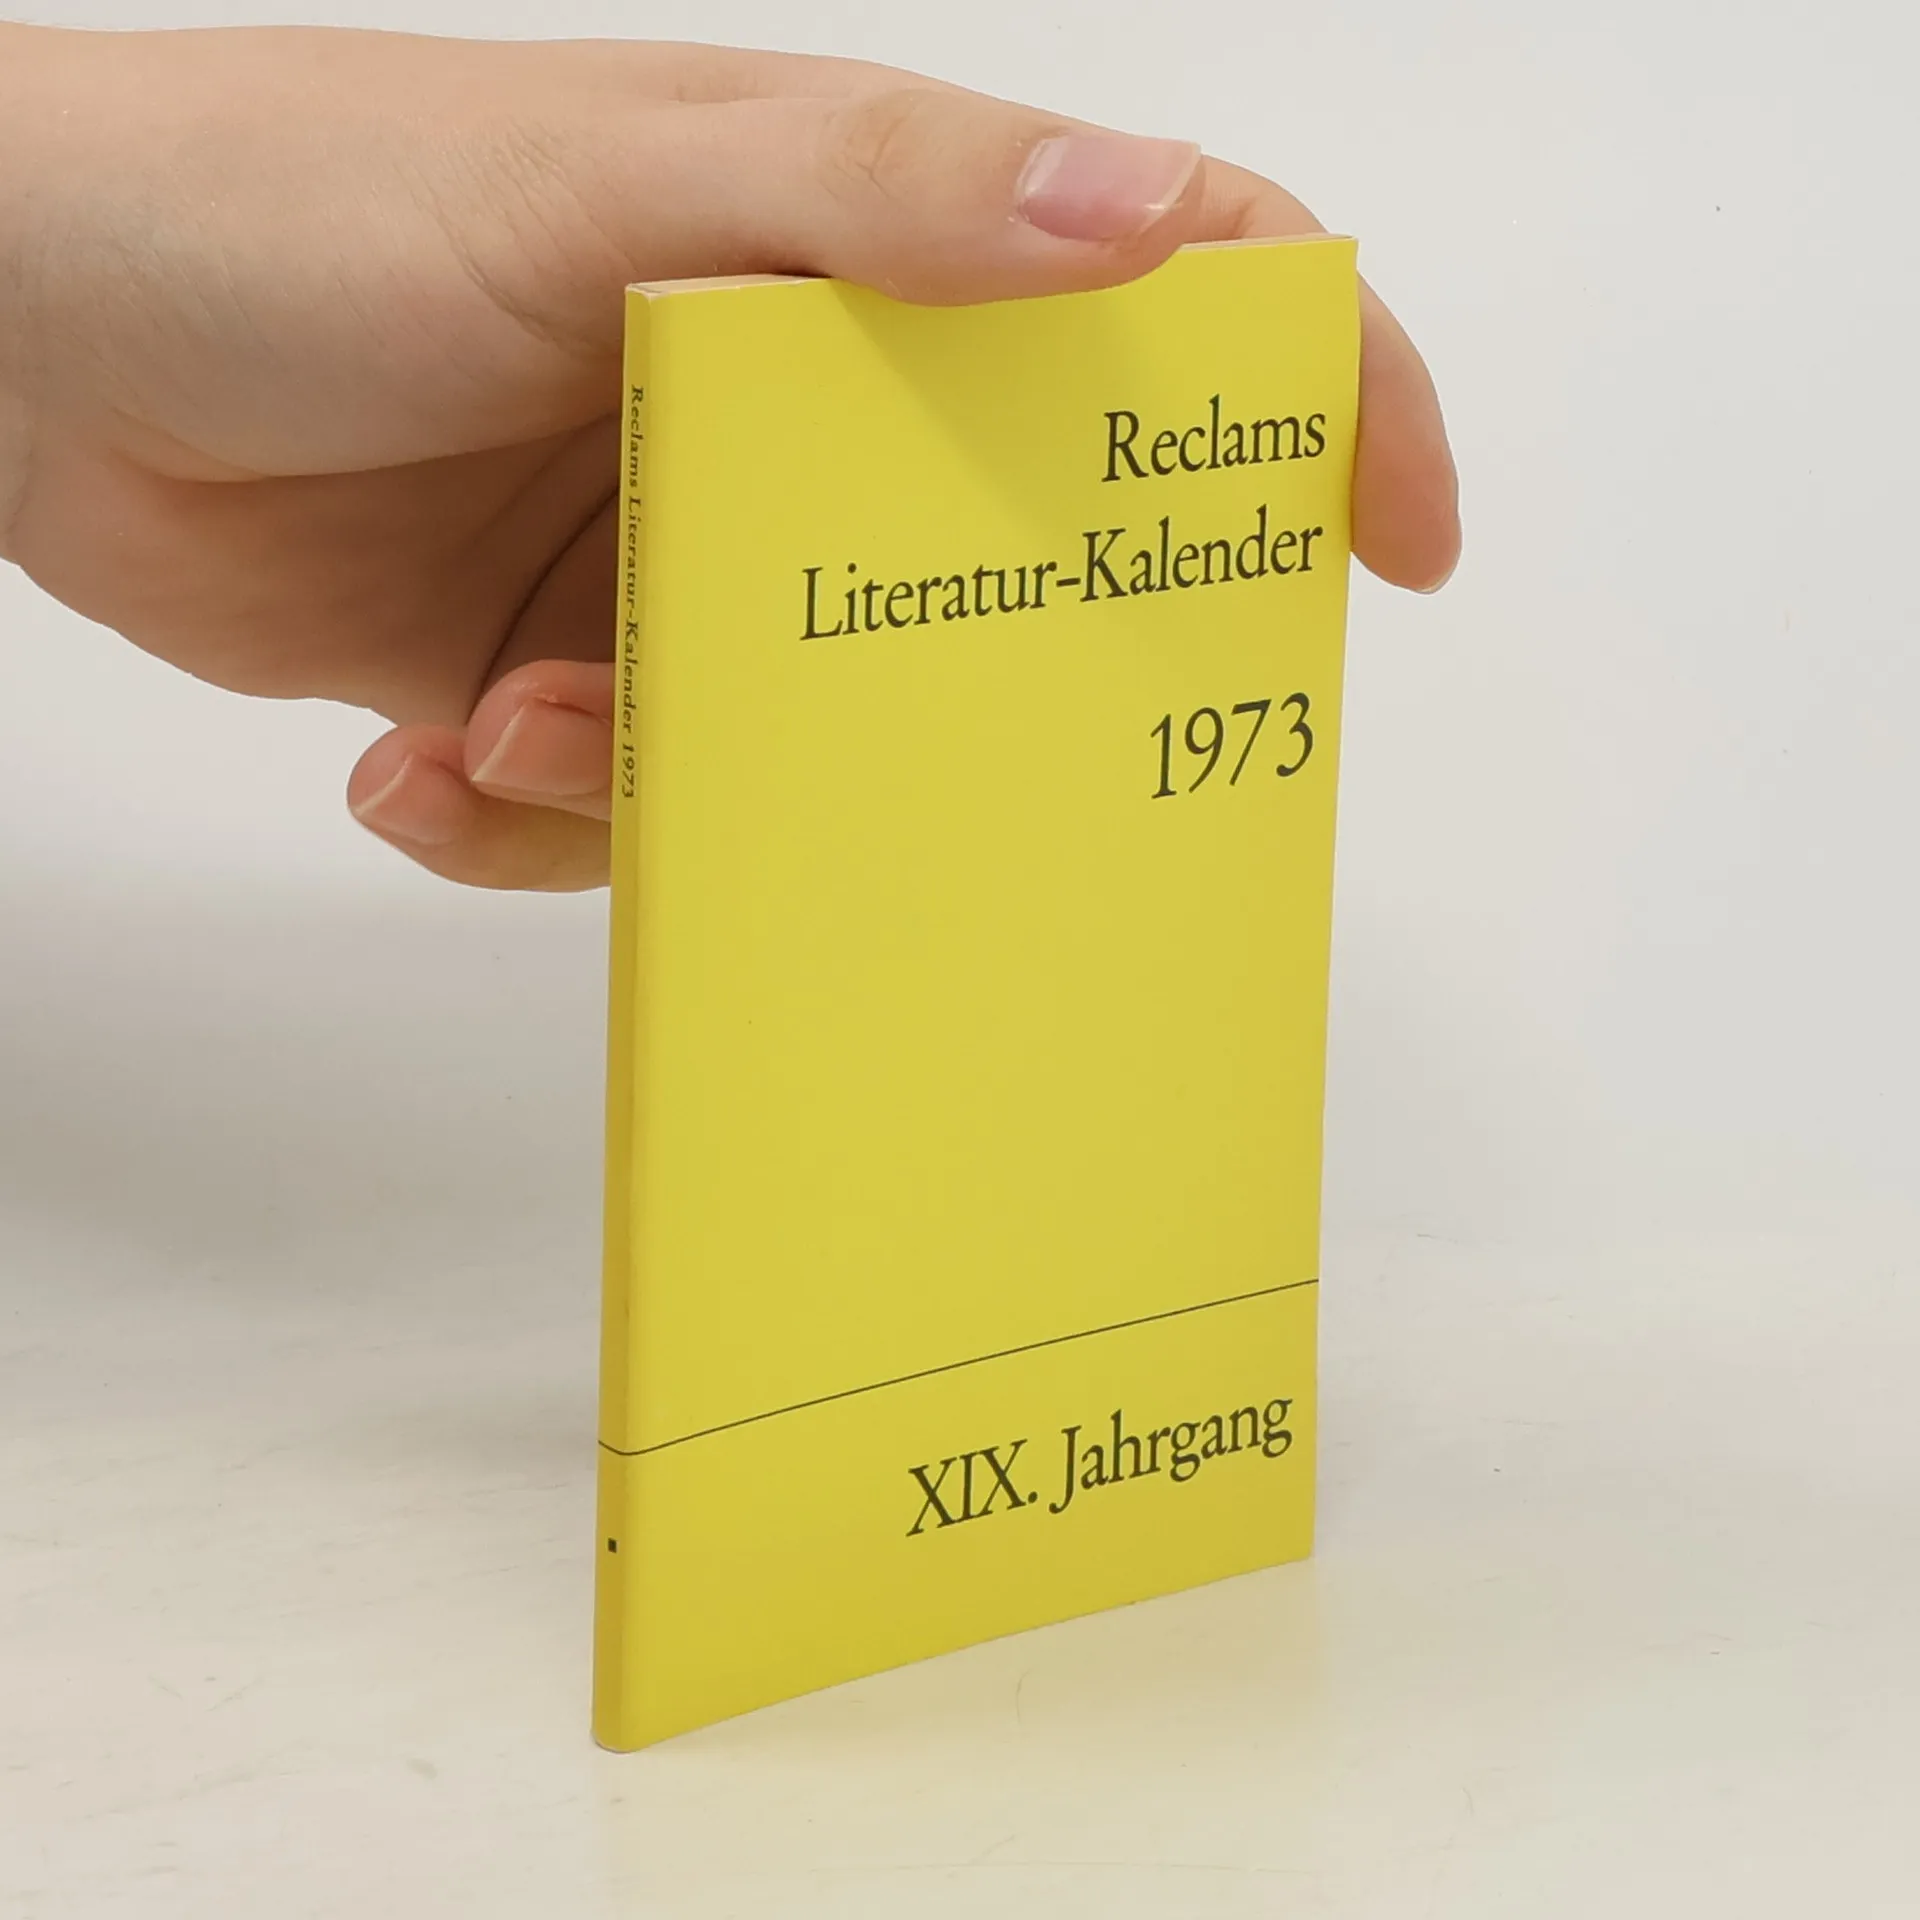 Reclams
Literatur-Kalender
1973
XIX. Jahrgang
Reclams Literatur-Kalender 1973